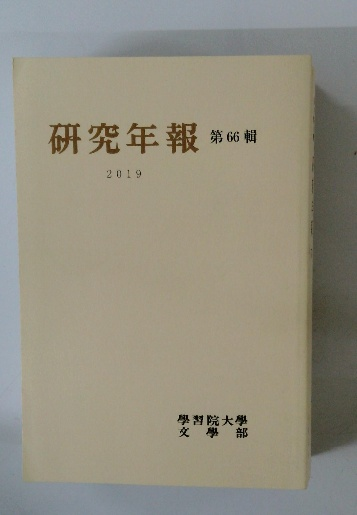 研究年報 第66輯
2019
學習院大學
文學部